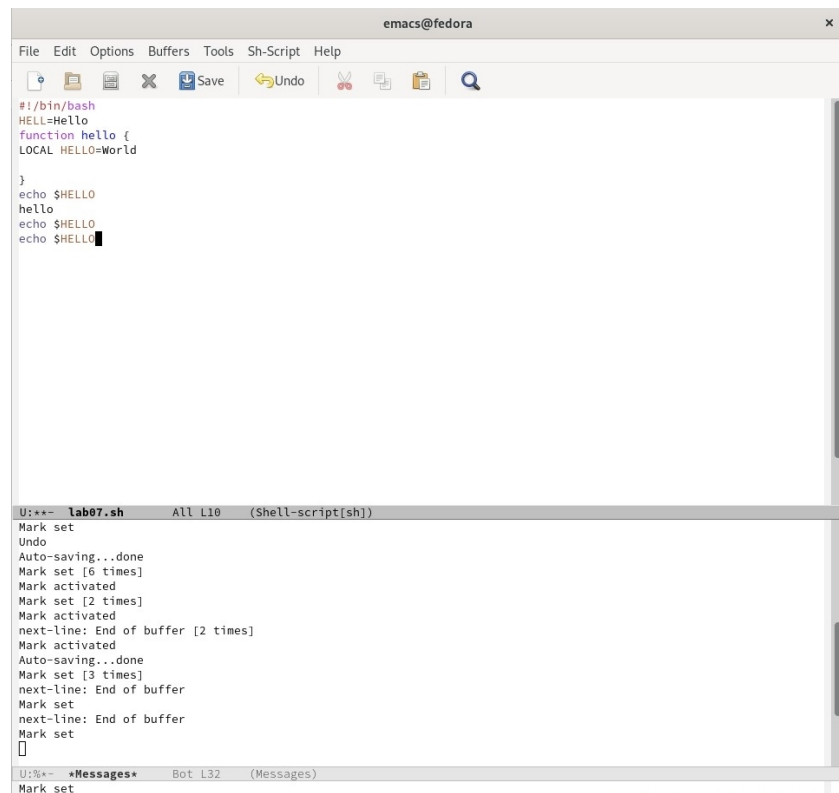 emacs@fedora ×
File Edit Options Buffers Tools Sh-Script Help
Save Undo
#!/bin/bash
HELL=Hello
function hello {
LOCAL HELLO=World
}
echo $HELLO
hello
echo $HELLO
echo $HELLO
U:**- lab07.sh All L10 (Shell-script[sh])
Mark set
Undo
Auto-saving...done
Mark set [6 times]
Mark activated
Mark set [2 times]
Mark activated
next-line: End of buffer [2 times]
Mark activated
Auto-saving...done
Mark set [3 times]
next-line: End of buffer
Mark set
next-line: End of buffer
Mark set
U:%*- *Messages* Bot L32 (Messages)
Mark set